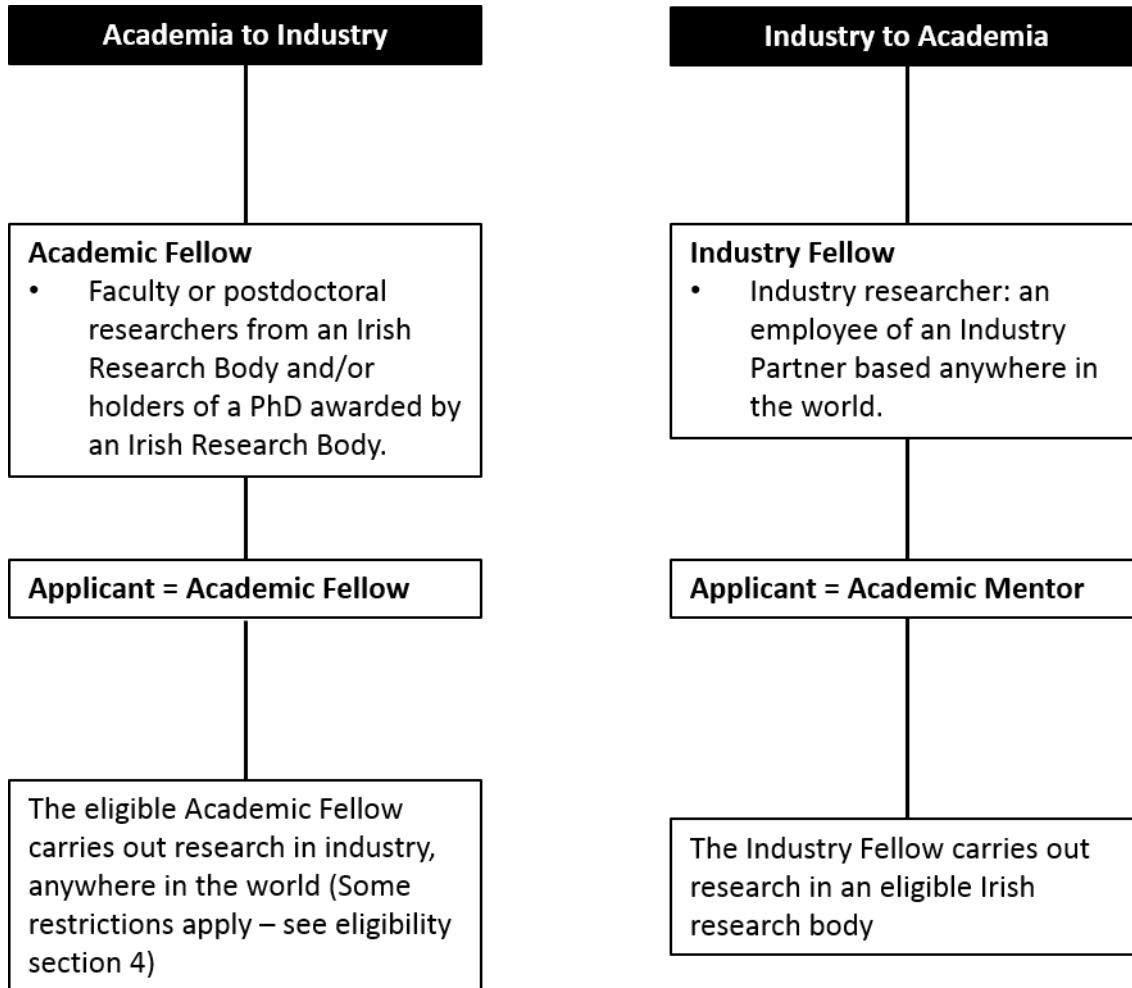 Academia to Industry
Academic Fellow
• Faculty or postdoctoral
researchers from an Irish
Research Body and/or
holders of a PhD awarded by
an Irish Research Body.
Applicant = Academic Fellow
The eligible Academic Fellow
carries out research in industry,
anywhere in the world (Some
restrictions apply – see eligibility
section 4)
Industry to Academia
Industry Fellow
• Industry researcher: an
employee of an Industry
Partner based anywhere in
the world.
Applicant = Academic Mentor
The Industry Fellow carries out
research in an eligible Irish
research body